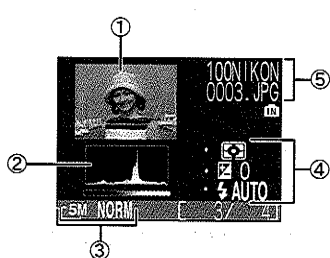 ①
100NIKON
0003.JPG
⑤
IN
②
0
④
AUTO
5M NORM
[ 3/ 4]
③